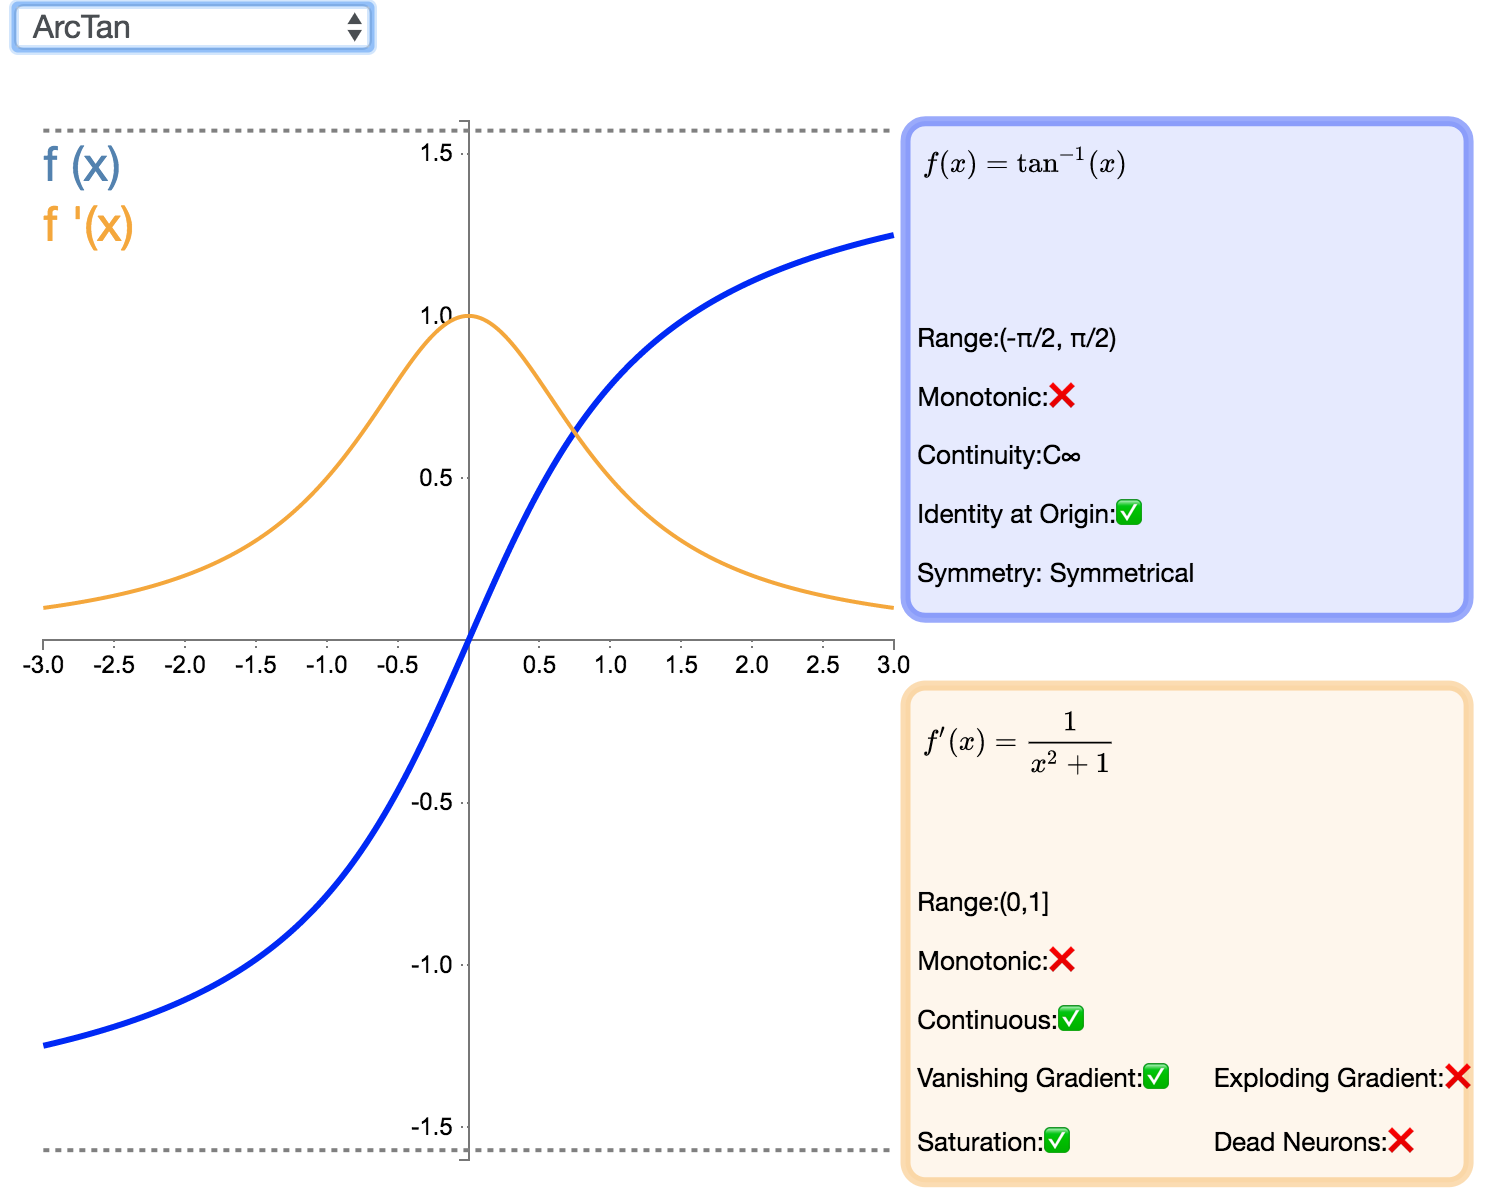 ArcTan
f (x)
f '(x)
1.5
1.0
0.5
-0.5
-1.0
-1.5
-3.0 -2.5 -2.0 -1.5 -1.0 -0.5 0.5 1.0 1.5 2.0 2.5 3.0
f(x) = tan⁻¹(x)
Range:(-π/2, π/2)
Monotonic:❌
Continuity:C∞
Identity at Origin:✅
Symmetry: Symmetrical
f′(x) = 1 / (x² + 1)
Range:(0,1]
Monotonic:❌
Continuous:✅
Vanishing Gradient:✅ Exploding Gradient:❌
Saturation:✅ Dead Neurons:❌